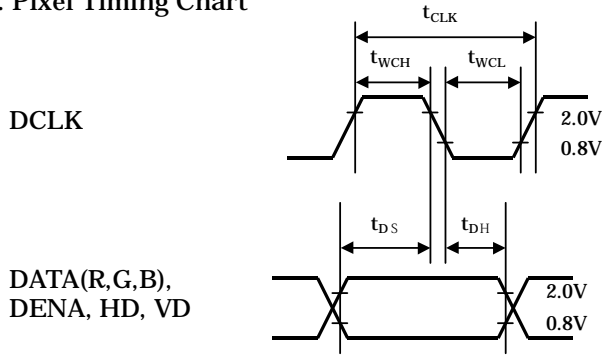 . Pixel Timing Chart
tCLK
tWCH
tWCL
DCLK
2.0V
0.8V
tDS
tDH
DATA(R,G,B),
DENA, HD, VD
2.0V
0.8V